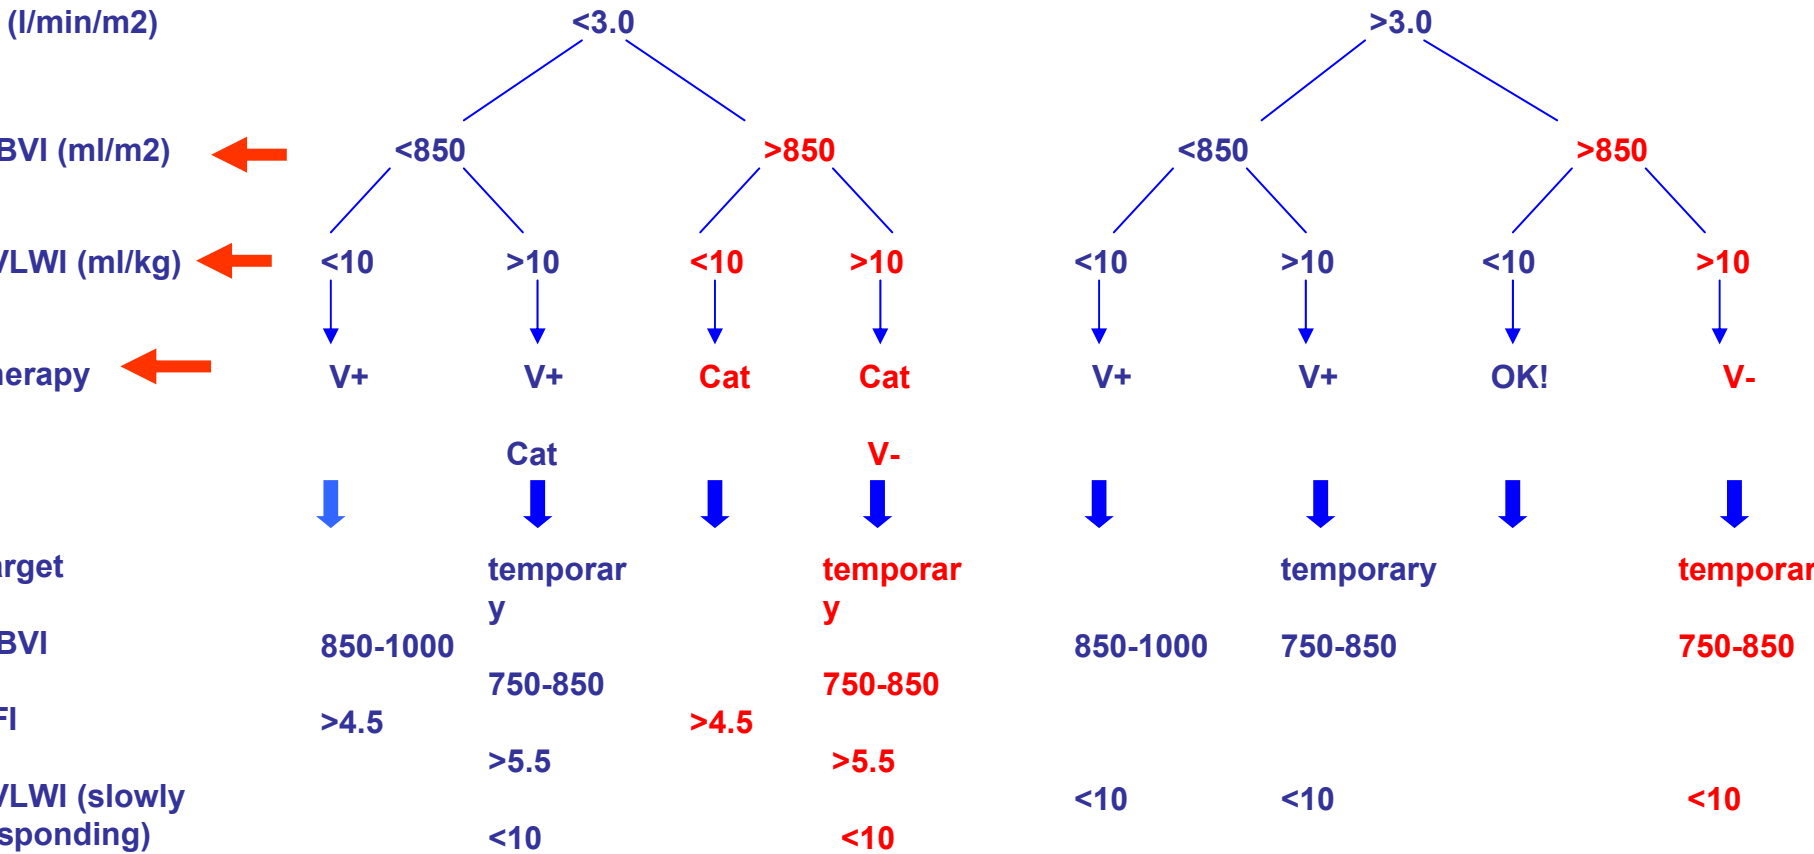 (l/min/m2) <3.0 >3.0
BVI (ml/m2) <850 >850 <850 >850
VLWI (ml/kg) <10 >10 <10 >10 <10 >10 <10 >10
herapy V+ V+ Cat Cat V+ V+ OK! V-
Cat V-
arget temporar temporar temporary temporar
y y
BVI 850-1000 850-1000 750-850 750-850
750-850 750-850
FI >4.5 >4.5
>5.5 >5.5
VLWI (slowly <10 <10 <10
sponding) <10 <10